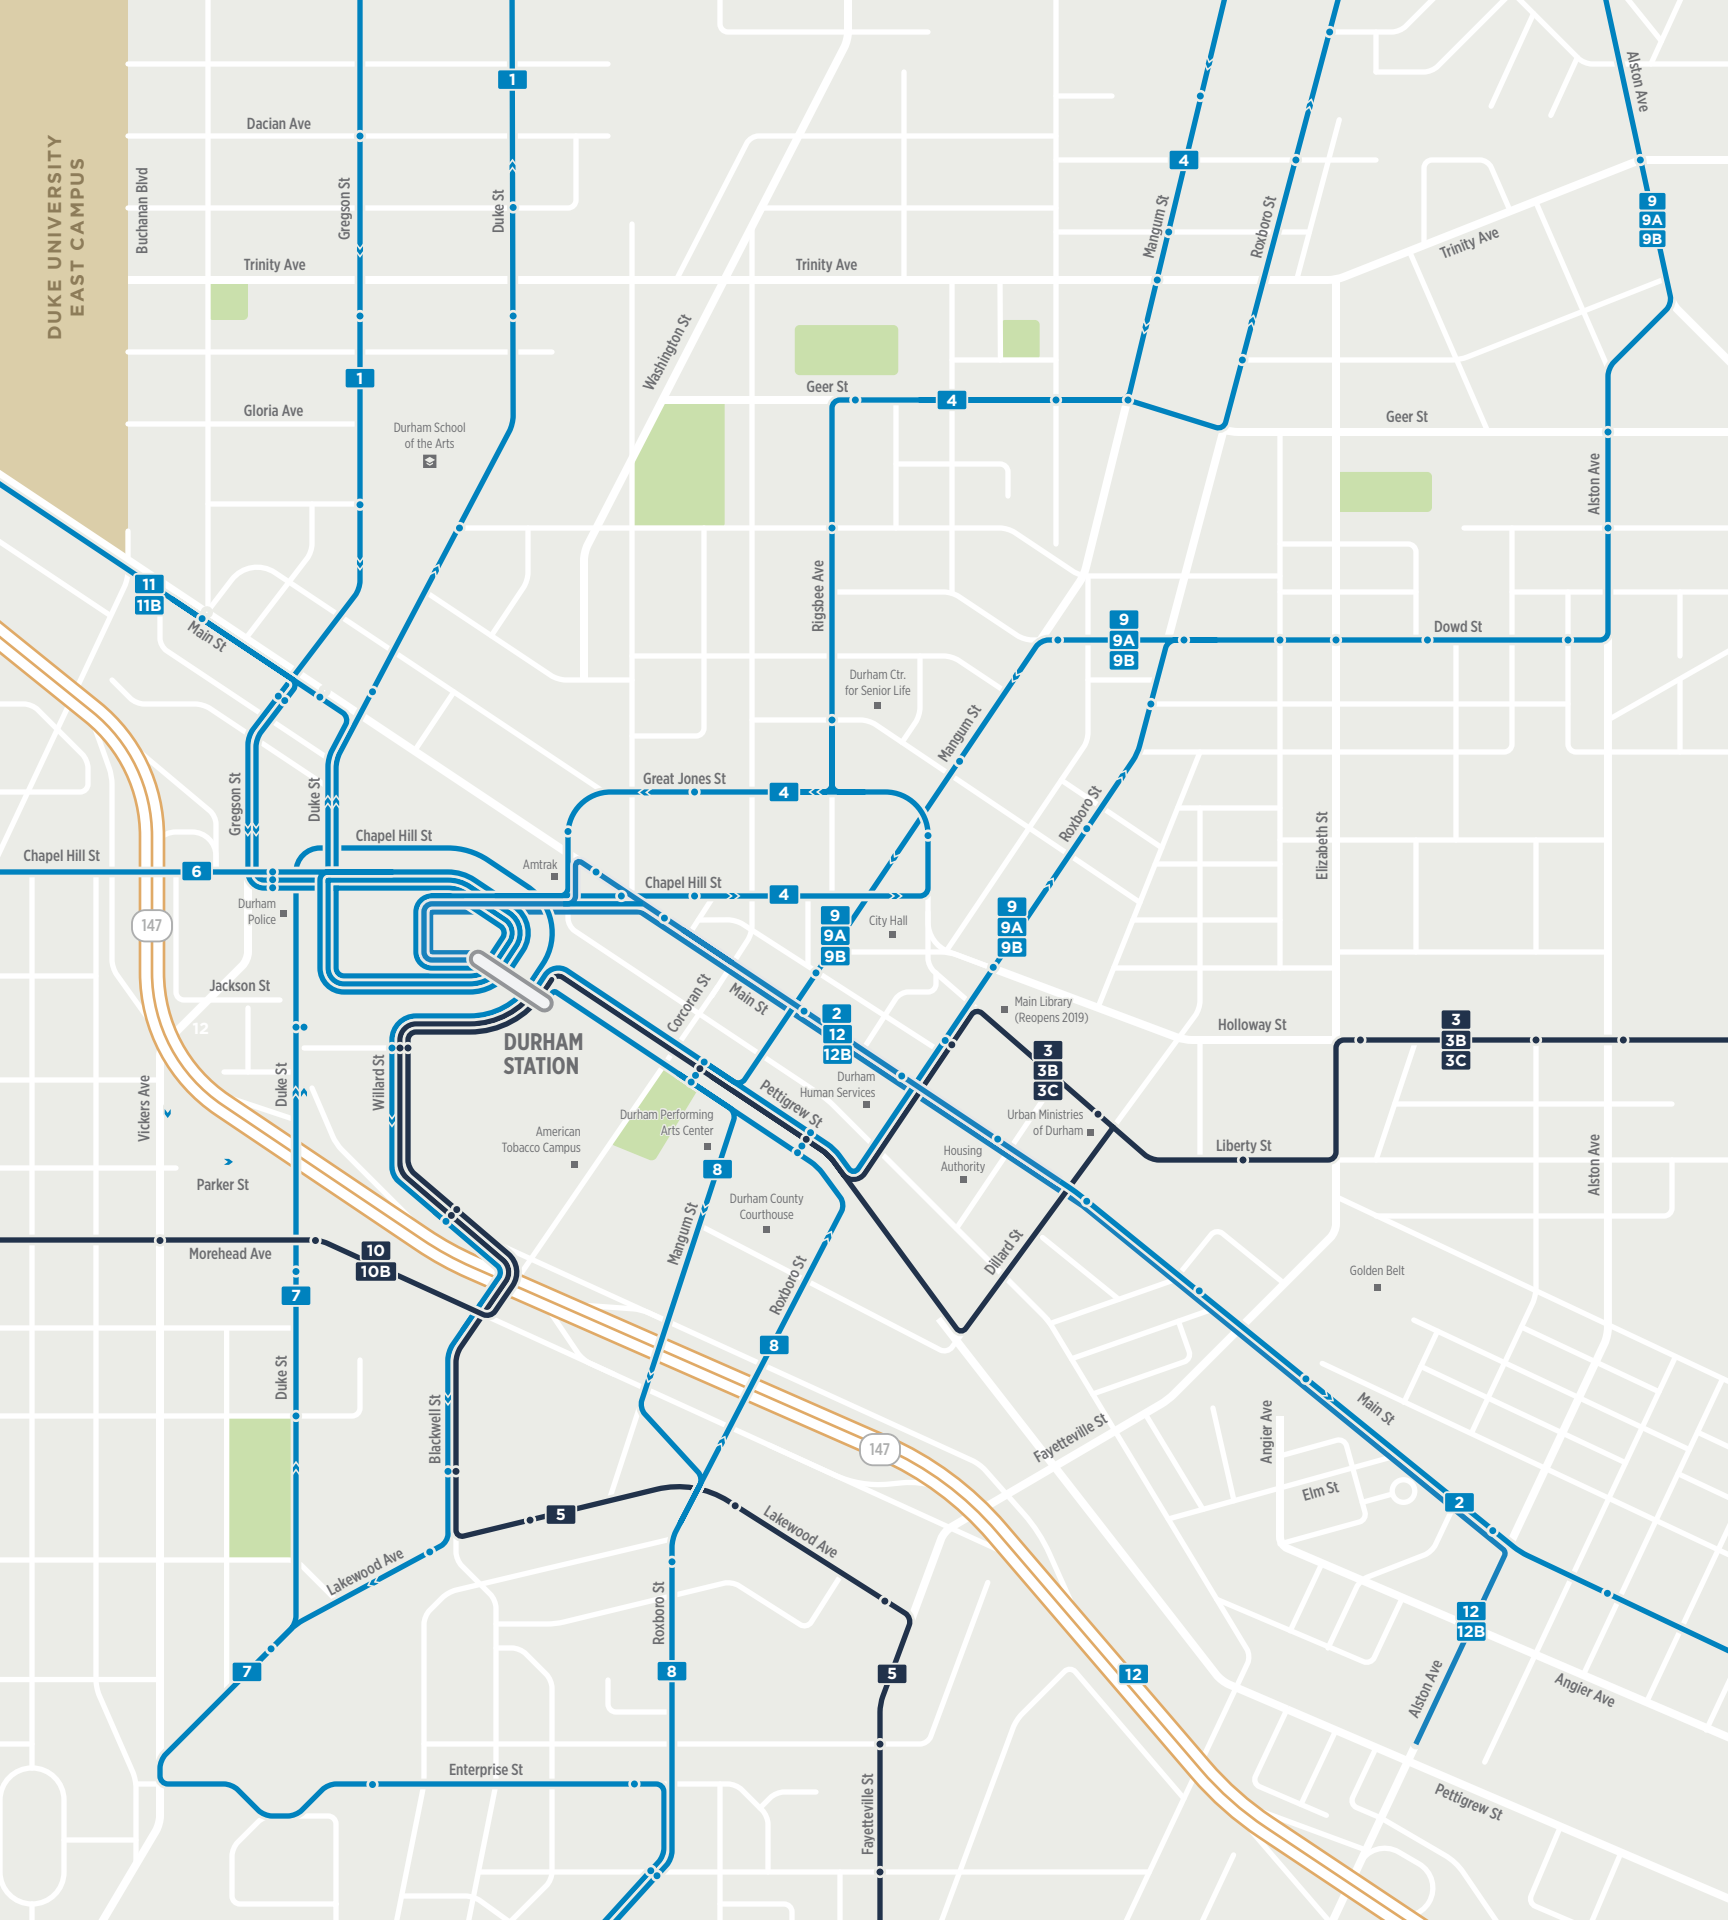 1
Alston Ave
Dacian Ave
DUKE UNIVERSITY
EAST CAMPUS
Buchanan Blvd
Gregson St
Duke St
4
Mangum St
Roxboro St
9
9A
9B
Trinity Ave
Trinity Ave
Trinity Ave
Washington St
1
Geer St
4
Gloria Ave
Geer St
Durham School
of the Arts
Alston Ave
11
11B
Main St
Rigsbee Ave
9
9A
9B
Dowd St
Durham Ctr.
for Senior Life
Mangum St
Great Jones St
4
Gregson St
Duke St
Roxboro St
Elizabeth St
Chapel Hill St
Chapel Hill St
6
Amtrak
Chapel Hill St
4
Durham
Police
147
9
9A
9B
City Hall
9
9A
9B
Jackson St
12
Corcoran St
Main St
2
12
12B
Main Library
(Reopens 2019)
Holloway St
3
3B
3C
DURHAM
STATION
3
3B
3C
Willard St
Duke St
Vickers Ave
Durham
Human Services
Pettigrew St
Durham Performing
Arts Center
Urban Ministries
of Durham
American
Tobacco Campus
Housing
Authority
Liberty St
Alston Ave
8
Parker St
Durham County
Courthouse
Mangum St
Morehead Ave
10
10B
Dillard St
Roxboro St
Golden Belt
7
8
Duke St
Blackwell St
Main St
Fayetteville St
Angier Ave
147
Elm St
2
5
Lakewood Ave
Lakewood Ave
Roxboro St
12
12B
7
8
5
12
Alston Ave
Angier Ave
Enterprise St
Fayetteville St
Pettigrew St